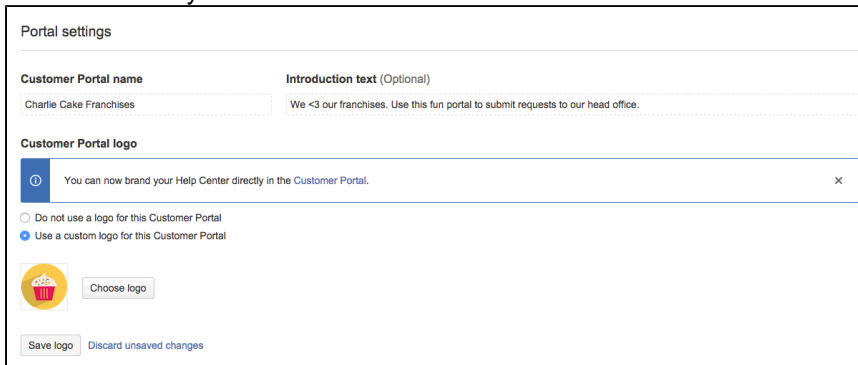 Portal settings
Customer Portal name
Introduction text (Optional)
Charlie Cake Franchises
We <3 our franchises. Use this fun portal to submit requests to our head office.
Customer Portal logo
You can now brand your Help Center directly in the Customer Portal.
Do not use a logo for this Customer Portal
Use a custom logo for this Customer Portal
Choose logo
Save logo
Discard unsaved changes